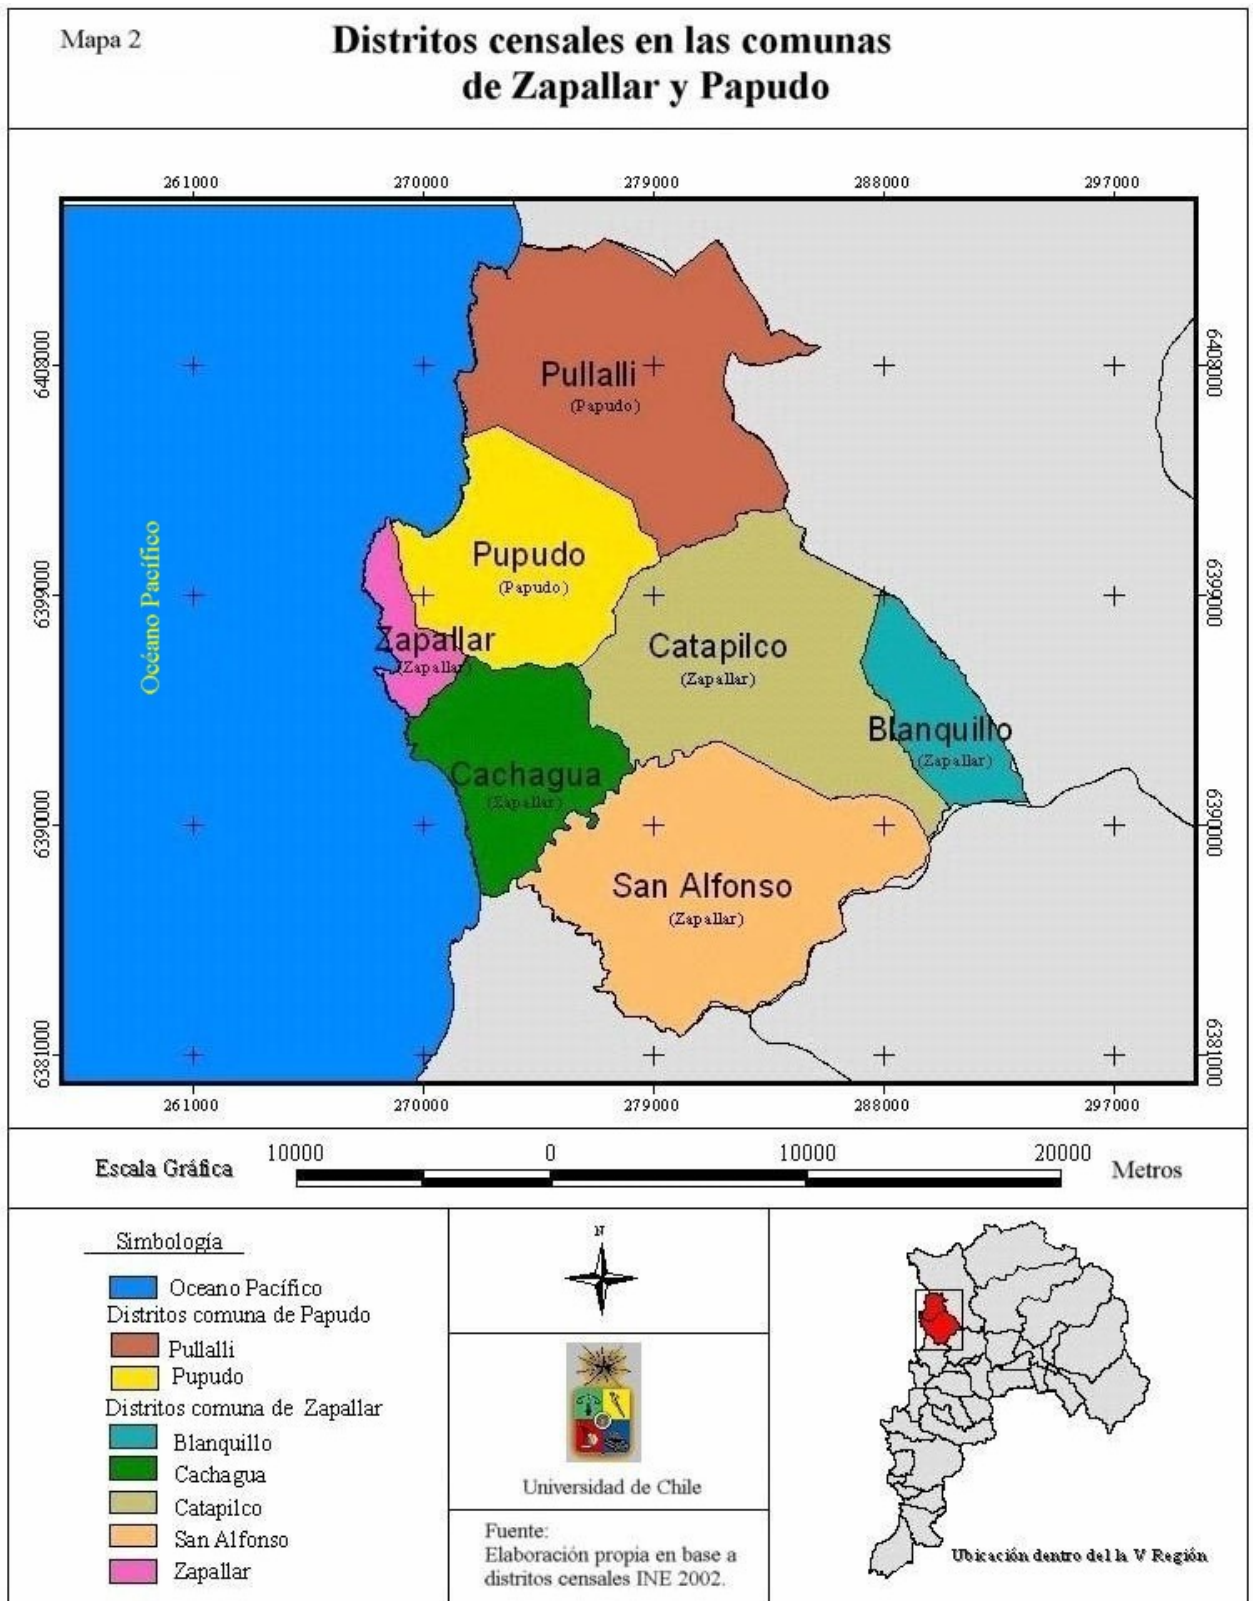 Mapa 2
Distritos censales en las comunas
de Zapallar y Papudo
261000 270000 279000 288000 297000
6408000 6408000
Pullalli
(Papudo)
Océano Pacífico
Pupudo
(Papudo)
6399000 6399000
Zapallar
(Zapallar)
Catapilco
(Zapallar)
Blanquillo
(Zapallar)
Cachagua
(Zapallar)
6390000 6390000
San Alfonso
(Zapallar)
6381000 6381000
261000 270000 279000 288000 297000
Escala Gráfica 10000 0 10000 20000 Metros
Simbología
Oceano Pacífico
Distritos comuna de Papudo
Pullalli
Pupudo
Distritos comuna de Zapallar
Blanquillo
Cachagua
Catapilco
San Alfonso
Zapallar
N
Universidad de Chile
Fuente:
Elaboración propia en base a
distritos censales INE 2002.
Ubicación dentro del la V Región